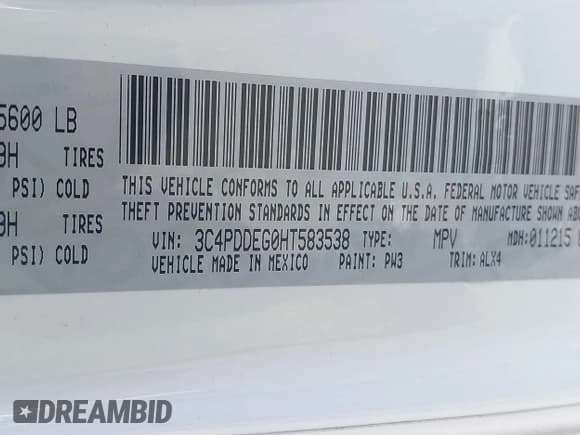 5600 LB
TIRES
PSI) COLD
THIS VEHICLE CONFORMS TO ALL APPLICABLE U.S.A. FEDERAL MOTOR VEHICLE
THEFT PREVENTION STANDARDS IN EFFECT ON THE DATE OF MANUFACTURE SHOWN
TIRES
VIN: 3C4PDDEG0HT583538 TYPE: MPV MDH:011215
PSI) COLD
VEHICLE MADE IN MEXICO PAINT: PW3 TRIM: ALX4
DREAMBID